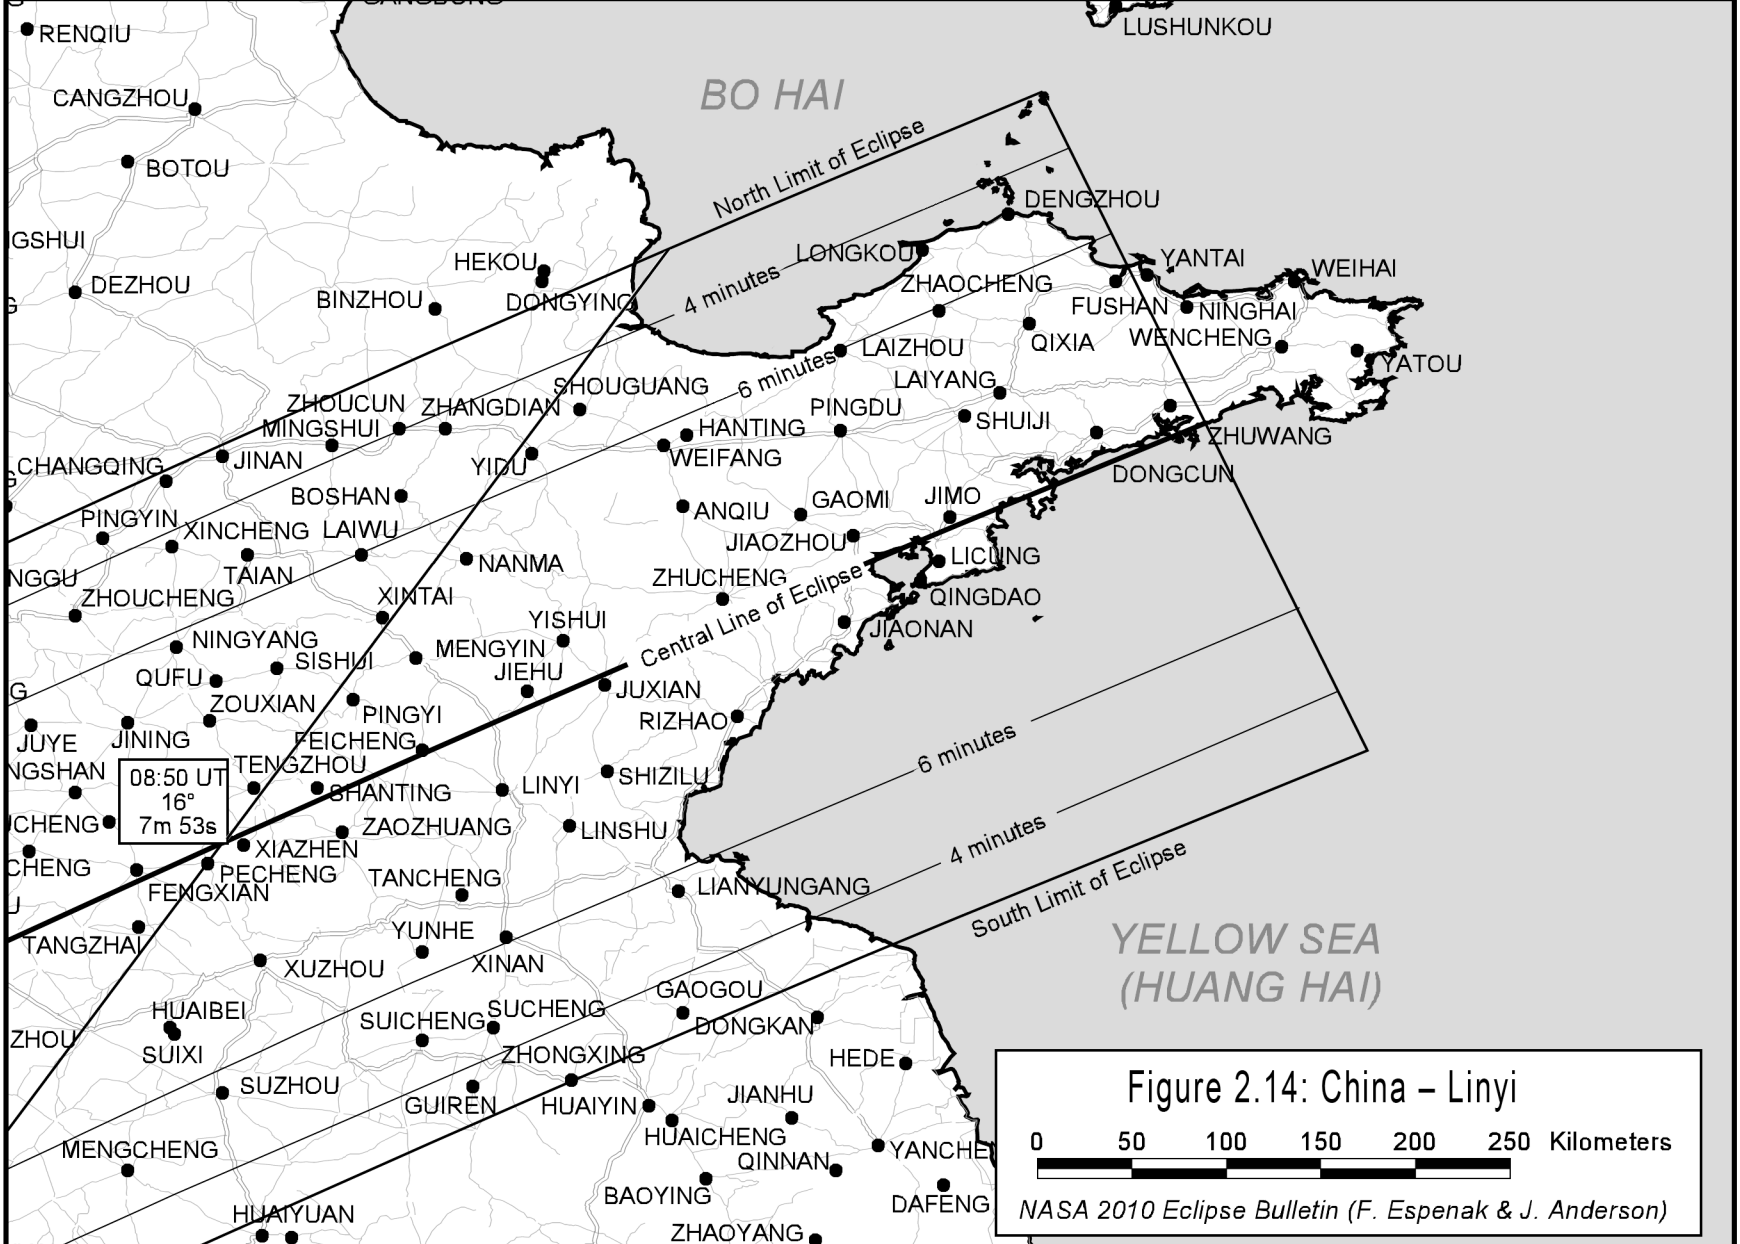 RENQIU
LUSHUNKOU
CANGZHOU
BO HAI
BOTOU
North Limit of Eclipse
DENGZHOU
DEZHOU
HEKOU
LONGKOU
YANTAI
WEIHAI
BINZHOU
DONGYING
4 minutes
ZHAOCHENG
FUSHAN
NINGHAI
QIXIA
WENCHENG
LAIZHOU
YATOU
6 minutes
SHOUGUANG
LAIYANG
ZHOUCUN
ZHANGDIAN
PINGDU
MINGSHUI
HANTING
SHUIJI
ZHUWANG
CHANGQING
JINAN
YIDU
WEIFANG
DONGCUN
BOSHAN
GAOMI
JIMO
ANQIU
PINGYIN
XINCHENG
LAIWU
JIAOZHOU
LICUNG
NGGU
TAIAN
NANMA
ZHUCHENG
ZHOUCHENG
XINTAI
QINGDAO
Central Line of Eclipse
YISHUI
JIAONAN
NINGYANG
SISHUI
MENGYIN
QUFU
JIEHU
JUXIAN
ZOUXIAN
PINGYI
RIZHAO
JUYE
JINING
FEICHENG
6 minutes
NGSHAN
08:50 UT
16°
7m 53s
TENGZHOU
SHANTING
LINYI
SHIZILU
UCHENG
ZAOZHUANG
LINSHU
4 minutes
XIAZHEN
CHENG
PECHENG
TANCHENG
LIANYUNGANG
South Limit of Eclipse
FENGXIAN
TANGZHAI
YUNHE
XINAN
YELLOW SEA
(HUANG HAI)
XUZHOU
GAOGOU
HUAIBEI
SUICHENG
SUCHENG
DONGKAN
ZHOU
SUIXI
ZHONGXING
HEDE
SUZHOU
GUIREN
HUAIYIN
JIANHU
HUAICHENG
MENGCHENG
QINNAN
YANCHE
BAOYING
DAFENG
HUAIYUAN
ZHAOYANG
Figure 2.14: China – Linyi
0 50 100 150 200 250 Kilometers
NASA 2010 Eclipse Bulletin (F. Espenak & J. Anderson)